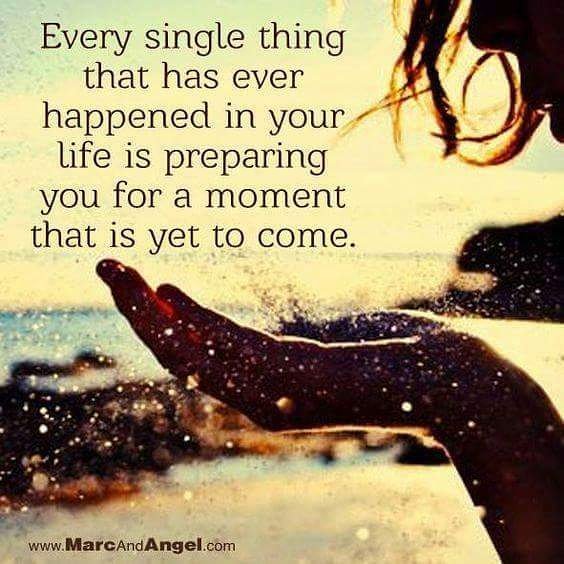 Every single thing
that has ever
happened in your
life is preparing
you for a moment
that is yet to come.
www.MarcAndAngel.com